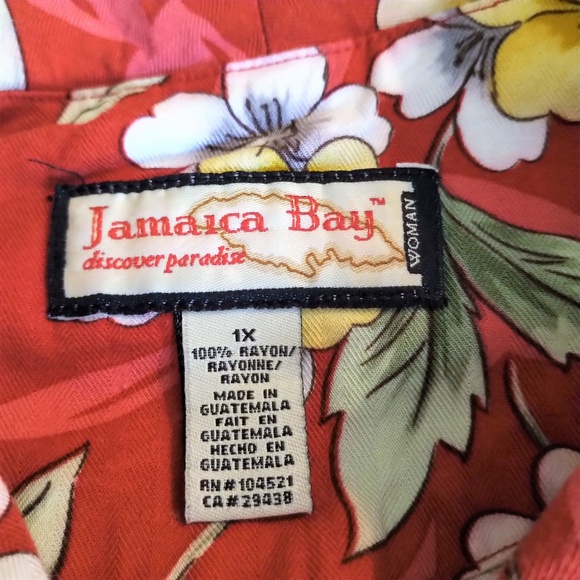 Jamaica Bay™
discover paradise
WOMAN
1X
100% RAYON/
RAYONNE/
RAYON
MADE IN
GUATEMALA
FAIT EN
GUATEMALA
HECHO EN
GUATEMALA
RN# 104521
CA# 29438